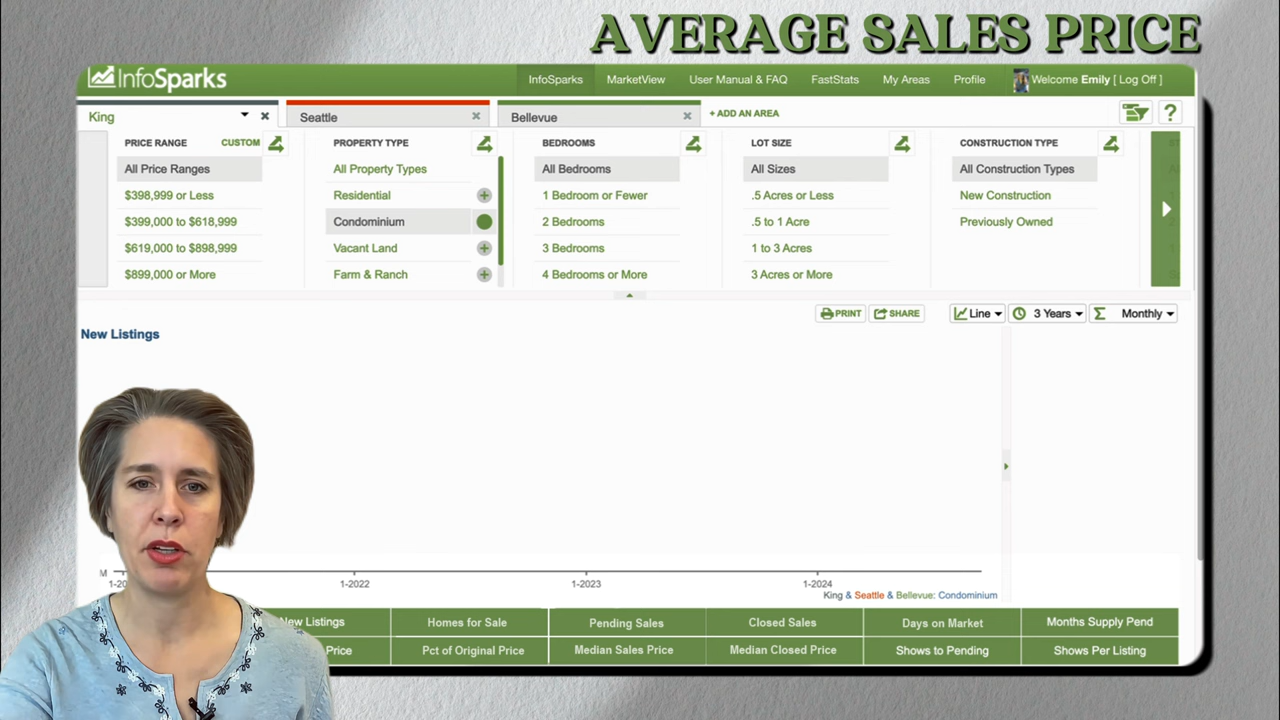 AVERAGE SALES PRICE
InfoSparks
InfoSparks MarketView User Manual & FAQ FastStats My Areas Profile Welcome Emily [ Log Off ]
King Seattle Bellevue + ADD AN AREA
PRICE RANGE CUSTOM PROPERTY TYPE BEDROOMS LOT SIZE CONSTRUCTION TYPE
All Price Ranges All Property Types All Bedrooms All Sizes All Construction Types
$398,999 or Less Residential 1 Bedroom or Fewer .5 Acres or Less New Construction
$399,000 to $618,999 Condominium 2 Bedrooms .5 to 1 Acre Previously Owned
$619,000 to $898,999 Vacant Land 3 Bedrooms 1 to 3 Acres
$899,000 or More Farm & Ranch 4 Bedrooms or More 3 Acres or More
PRINT SHARE Line 3 Years Monthly
New Listings
M
1-2022 1-2023 1-2024
King & Seattle & Bellevue: Condominium
New Listings Homes for Sale Pending Sales Closed Sales Days on Market Months Supply Pend
Price Pct of Original Price Median Sales Price Median Closed Price Shows to Pending Shows Per Listing